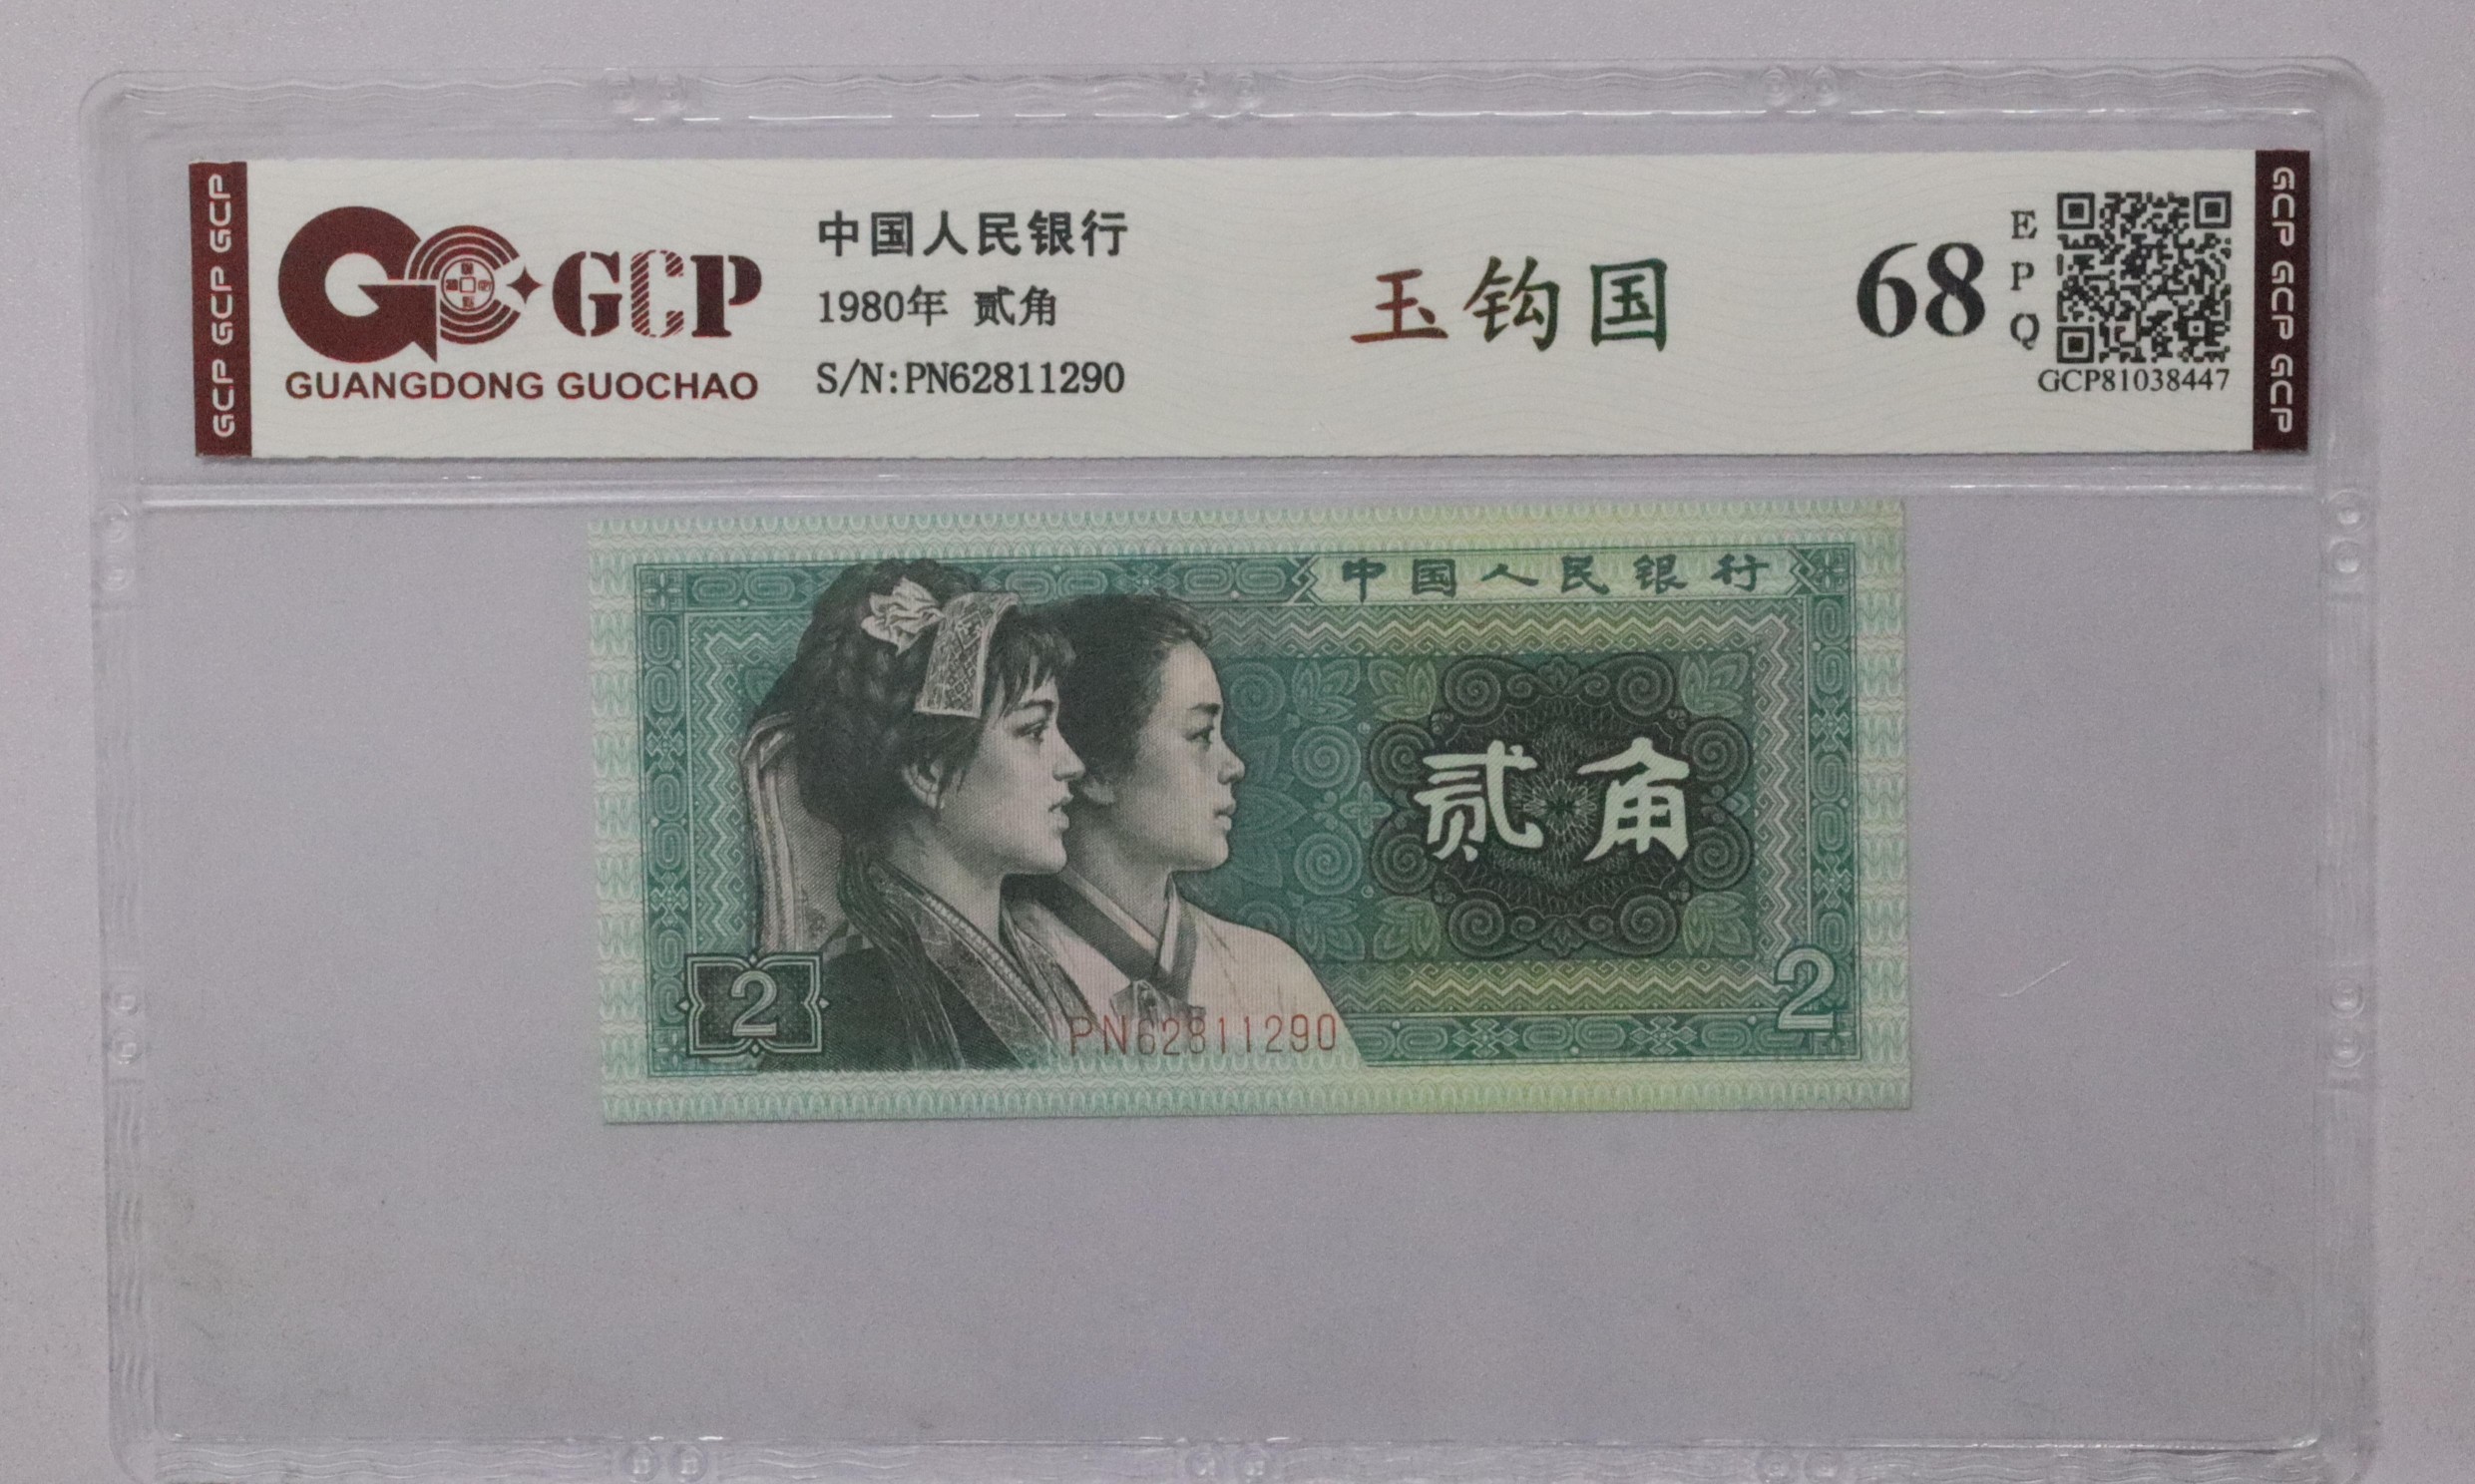 GCP GCP GCP
GCP
GUANGDONG GUOCHAO
中国人民银行
1980年 贰角
S/N:PN62811290
玉钩国
68
EPQ
GCP81038447
GCP GCP GCP
中国人民银行
贰角
2
PN62811290
2